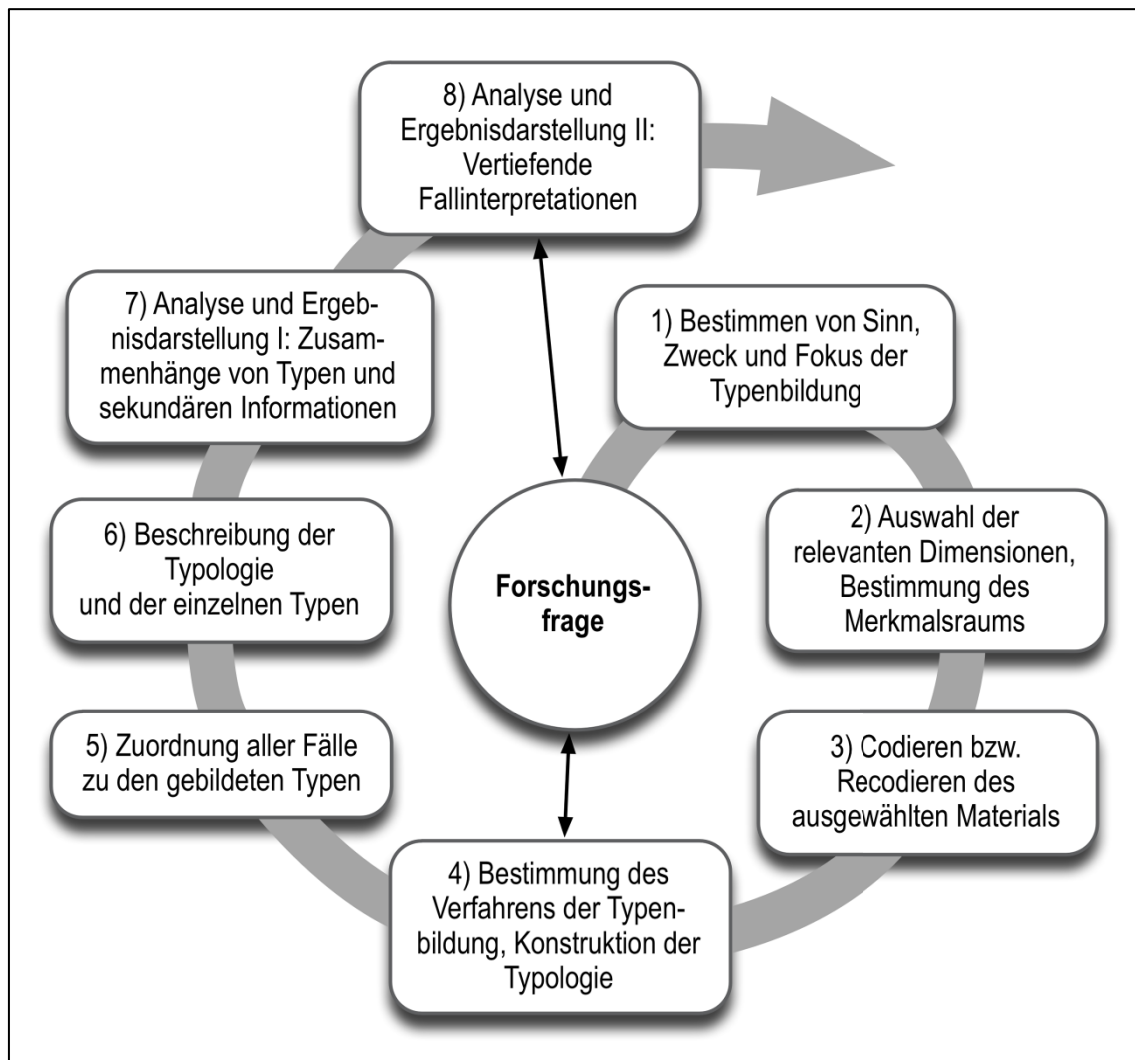 8) Analyse und
Ergebnisdarstellung II:
Vertiefende
Fallinterpretationen
7) Analyse und Ergeb-
nisdarstellung I: Zusam-
menhänge von Typen und
sekundären Informationen
1) Bestimmen von Sinn,
Zweck und Fokus der
Typenbildung
6) Beschreibung der
Typologie
und der einzelnen Typen
Forschungs-
frage
2) Auswahl der
relevanten Dimensionen,
Bestimmung des
Merkmalsraums
5) Zuordnung aller Fälle
zu den gebildeten Typen
3) Codieren bzw.
Recodieren des
ausgewählten Materials
4) Bestimmung des
Verfahrens der Typen-
bildung, Konstruktion der
Typologie